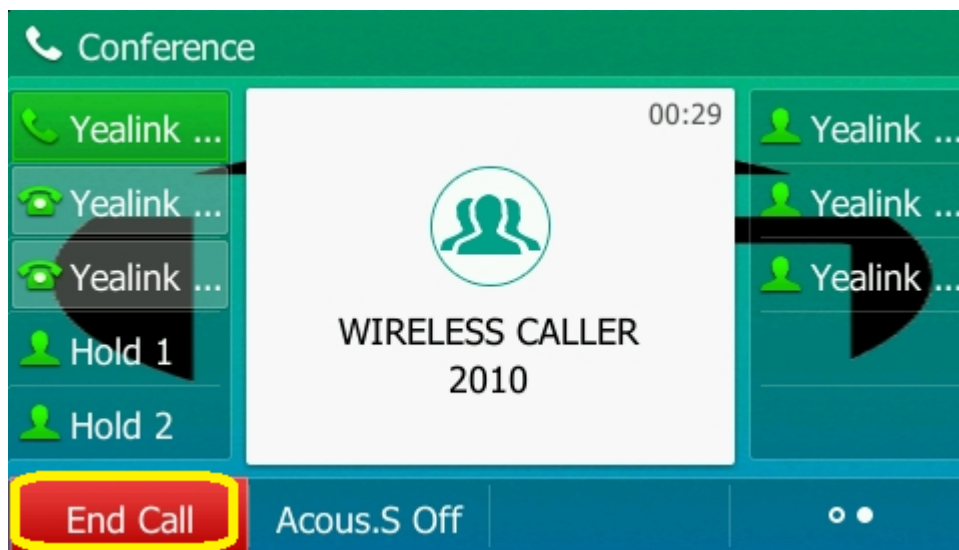 Conference
Yealink ...
Yealink ...
Yealink ...
Hold 1
Hold 2
00:29
WIRELESS CALLER
2010
Yealink ...
Yealink ...
Yealink ...
End Call
Acous.S Off